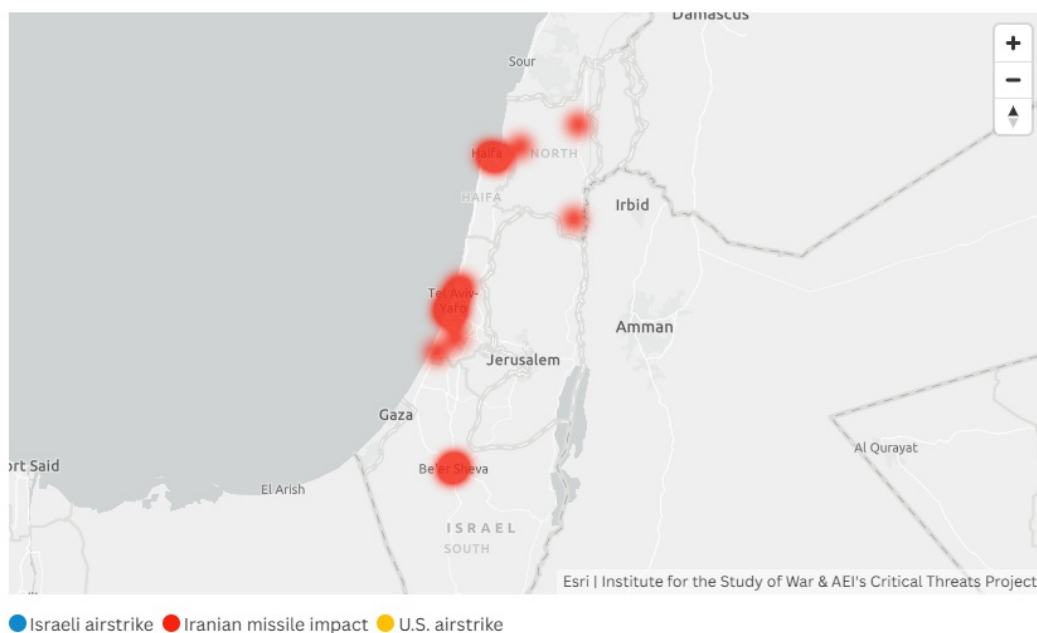 Damascus
Sour
Haifa
NORTH
HAIFA
Irbid
Tel Aviv-
Yafo
Amman
Jerusalem
Gaza
Al Qurayat
ort Said
Be'er Sheva
El Arish
ISRAEL
SOUTH
Esri | Institute for the Study of War & AEI's Critical Threats Project
Israeli airstrike Iranian missile impact U.S. airstrike